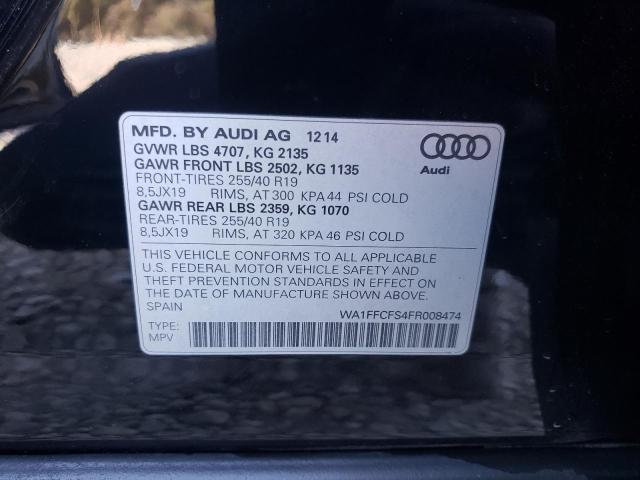 MFD. BY AUDI AG 12 14
GVWR LBS 4707, KG 2135
GAWR FRONT LBS 2502, KG 1135
FRONT-TIRES 255/40 R19
8,5JX19 RIMS, AT 300 KPA 44 PSI COLD
GAWR REAR LBS 2359, KG 1070
REAR-TIRES 255/40 R19
8,5JX19 RIMS, AT 320 KPA 46 PSI COLD
Audi
THIS VEHICLE CONFORMS TO ALL APPLICABLE
U.S. FEDERAL MOTOR VEHICLE SAFETY AND
THEFT PREVENTION STANDARDS IN EFFECT ON
THE DATE OF MANUFACTURE SHOWN ABOVE.
SPAIN
WA1FFCFS4FR008474
TYPE:
MPV